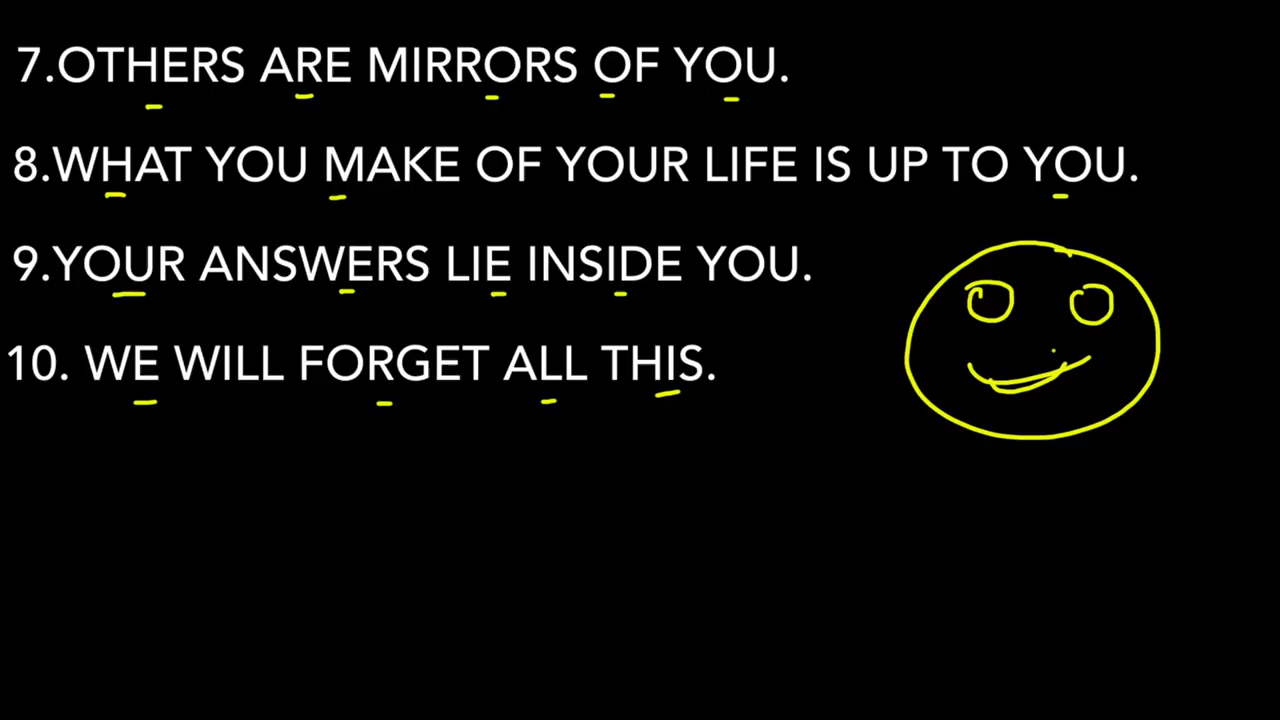 7.OTHERS ARE MIRRORS OF YOU.
8.WHAT YOU MAKE OF YOUR LIFE IS UP TO YOU.
9.YOUR ANSWERS LIE INSIDE YOU.
10. WE WILL FORGET ALL THIS.